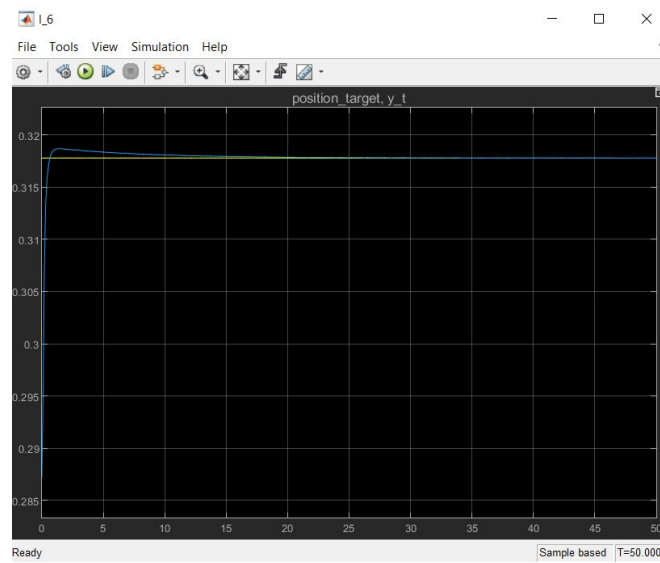 I_6
File Tools View Simulation Help
position_target, y_t
0.32
0.315
0.31
0.305
0.3
0.295
0.29
0.285
0 5 10 15 20 25 30 35 40 45 50
Ready Sample based T=50.000